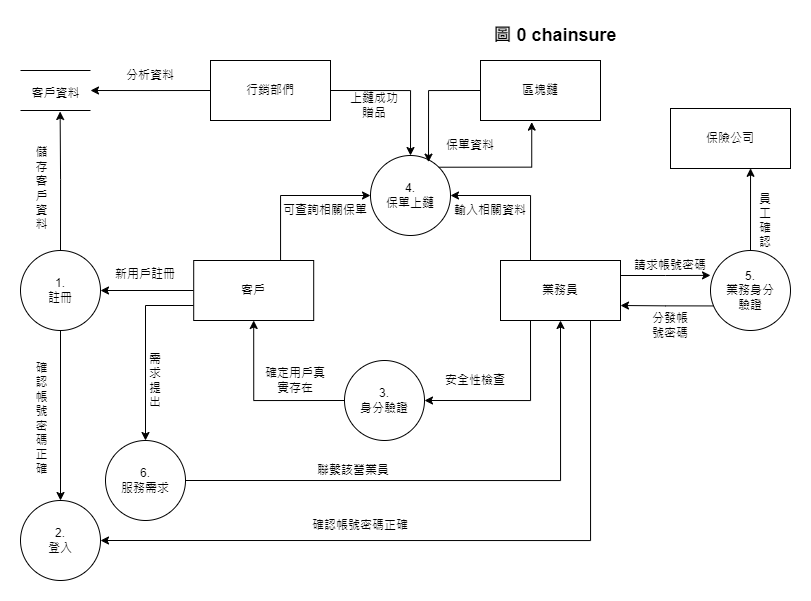 圖 0 chainsure
分析資料
行銷部們
區塊鏈
客戶資料
上鏈成功
贈品
保單資料
保險公司
儲存客戶資料
4.
保單上鏈
可查詢相關保單
輸入相關資料
員工確認
1.
註冊
新用戶註冊
客戶
業務員
請求帳號密碼
5.
業務身分
驗證
分發帳
號密碼
確認帳號密碼正確
需求提出
確定用戶真
實存在
3.
身分驗證
安全性檢查
6.
服務需求
聯繫該營業員
2.
登入
確認帳號密碼正確